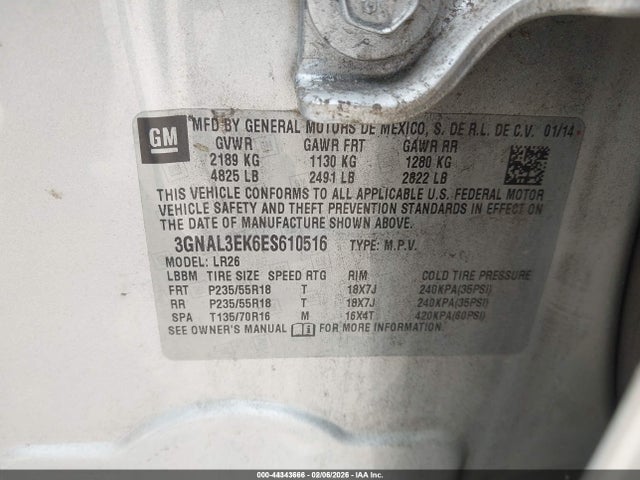 GM
MFD BY GENERAL MOTORS DE MEXICO, S. DE R.L. DE C.V. 01/14
GVWR GAWR FRT GAWR RR
2189 KG 1130 KG 1280 KG
4825 LB 2491 LB 2822 LB
THIS VEHICLE CONFORMS TO ALL APPLICABLE U.S. FEDERAL MOTOR
VEHICLE SAFETY AND THEFT PREVENTION STANDARDS IN EFFECT
ON THE DATE OF MANUFACTURE SHOWN ABOVE.
3GNAL3EK6ES610516 TYPE: M.P.V.
MODEL: LR26
LBBM TIRE SIZE SPEED RTG RIM COLD TIRE PRESSURE
FRT P235/55R18 T 18X7J 240KPA(35PSI)
RR P235/55R18 T 18X7J 240KPA(35PSI)
SPA T135/70R16 M 16X4T 420KPA(60PSI)
SEE OWNER'S MANUAL FOR MORE INFORMATION.
000-44343666 - 02/06/2026 - IAA Inc.